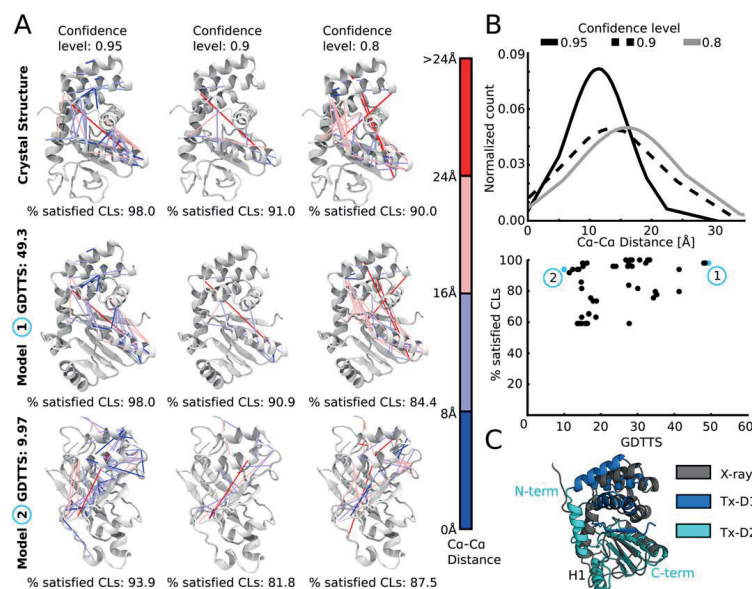 A
Confidence level: 0.95
Confidence level: 0.9
Confidence level: 0.8
Crystal Structure
% satisfied CLs: 98.0
% satisfied CLs: 91.0
% satisfied CLs: 90.0
Model 1 GDTTS: 49.3
% satisfied CLs: 98.0
% satisfied CLs: 90.9
% satisfied CLs: 84.4
Model 2 GDTTS: 9.97
% satisfied CLs: 93.9
% satisfied CLs: 81.8
% satisfied CLs: 87.5
>24Å
24Å
16Å
8Å
0Å
Cα-Cα
Distance
B
Confidence level
0.95 0.9 0.8
Normalized count
0.09
0.06
0.03
0.00
0 10 20 30
Cα-Cα Distance [Å]
% satisfied CLs
100
80
60
40
20
2
1
0 10 20 30 40 50 60
GDTTS
C
N-term
H1
C-term
X-ray
Tx-D1
Tx-D2